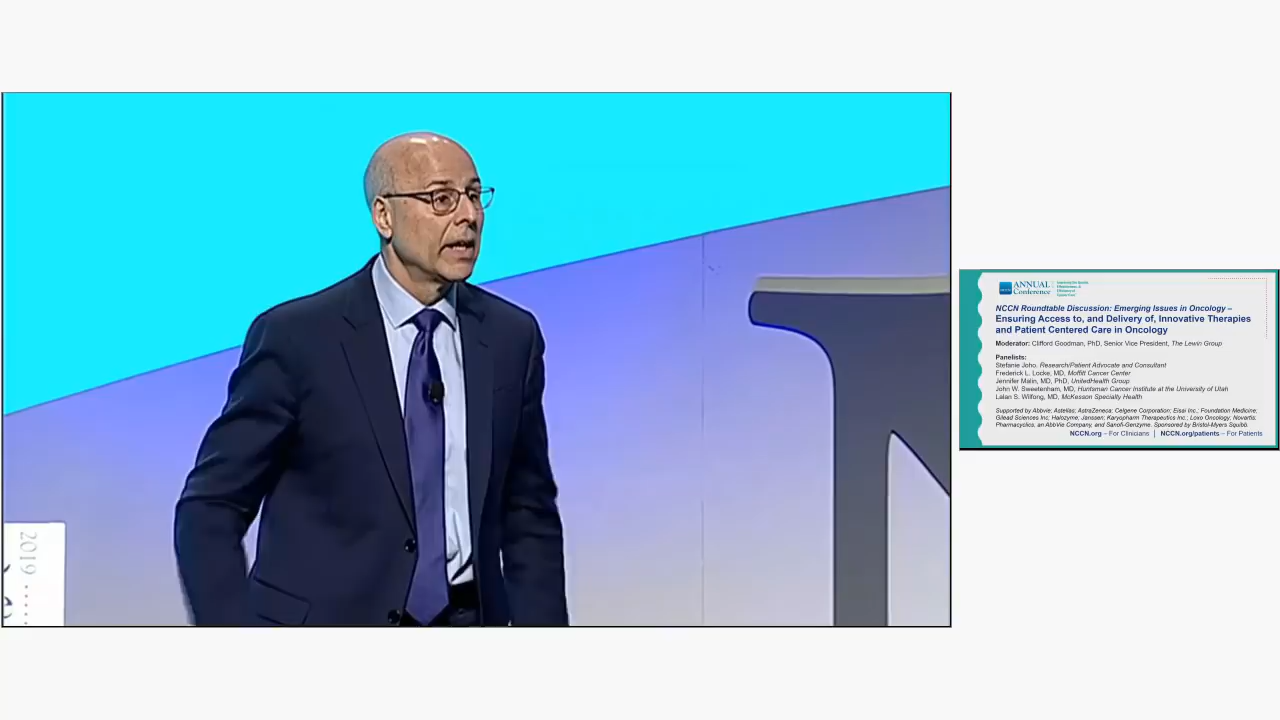 2019
ANNUAL
Conference
NCCN Roundtable Discussion: Emerging Issues in Oncology –
Ensuring Access to, and Delivery of, Innovative Therapies
and Patient Centered Care in Oncology
Moderator: Clifford Goodman, PhD, Senior Vice President, The Lewin Group
Panelists:
Stefanie Joho, Research/Patient Advocate and Consultant
Frederick L. Locke, MD, Moffitt Cancer Center
Jennifer Malin, MD, PhD, UnitedHealth Group
John W. Sweetenham, MD, Huntsman Cancer Institute at the University of Utah
Lalan S. Wilfong, MD, McKesson Specialty Health
Supported by Abbvie; Astellas; AstraZeneca; Celgene Corporation; Eisai Inc.; Foundation Medicine;
Gilead Sciences Inc; Halozyme; Janssen; Karyopharm Therapeutics Inc.; Loxo Oncology; Novartis;
Pharmacyclics, an AbbVie Company, and Sanofi-Genzyme. Sponsored by Bristol-Myers Squibb.
NCCN.org – For Clinicians | NCCN.org/patients – For Patients